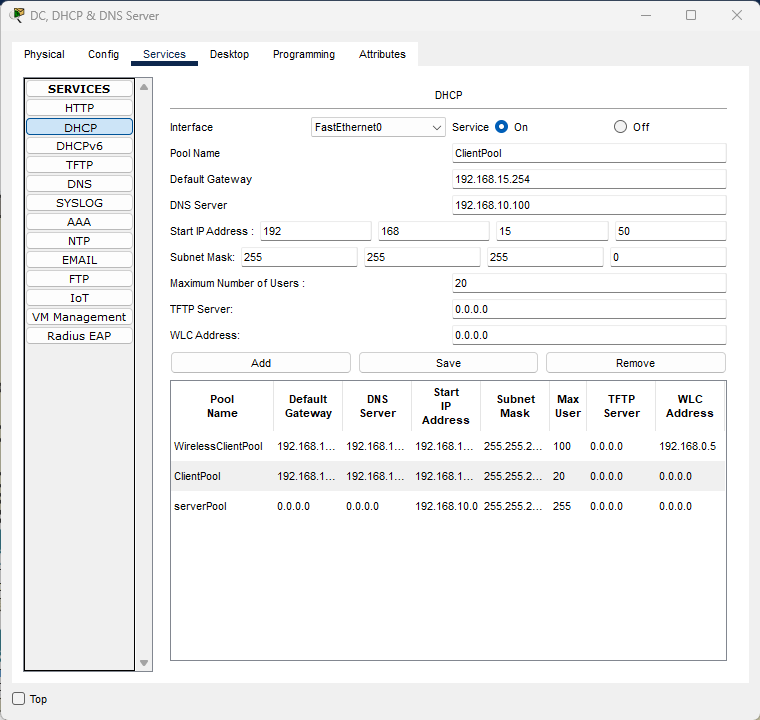 DC, DHCP & DNS Server
Physical Config Services Desktop Programming Attributes
SERVICES
HTTP
DHCP
DHCPv6
TFTP
DNS
SYSLOG
AAA
NTP
EMAIL
FTP
IoT
VM Management
Radius EAP
DHCP
Interface FastEthernet0 Service On Off
Pool Name ClientPool
Default Gateway 192.168.15.254
DNS Server 192.168.10.100
Start IP Address : 192 168 15 50
Subnet Mask: 255 255 255 0
Maximum Number of Users : 20
TFTP Server: 0.0.0.0
WLC Address: 0.0.0.0
Add Save Remove
Pool Name Default Gateway DNS Server Start IP Address Subnet Mask Max User TFTP Server WLC Address
WirelessClientPool 192.168.1... 192.168.1... 192.168.1... 255.255.2... 100 0.0.0.0 192.168.0.5
ClientPool 192.168.1... 192.168.1... 192.168.1... 255.255.2... 20 0.0.0.0 0.0.0.0
serverPool 0.0.0.0 0.0.0.0 192.168.10.0 255.255.2... 255 0.0.0.0 0.0.0.0
Top